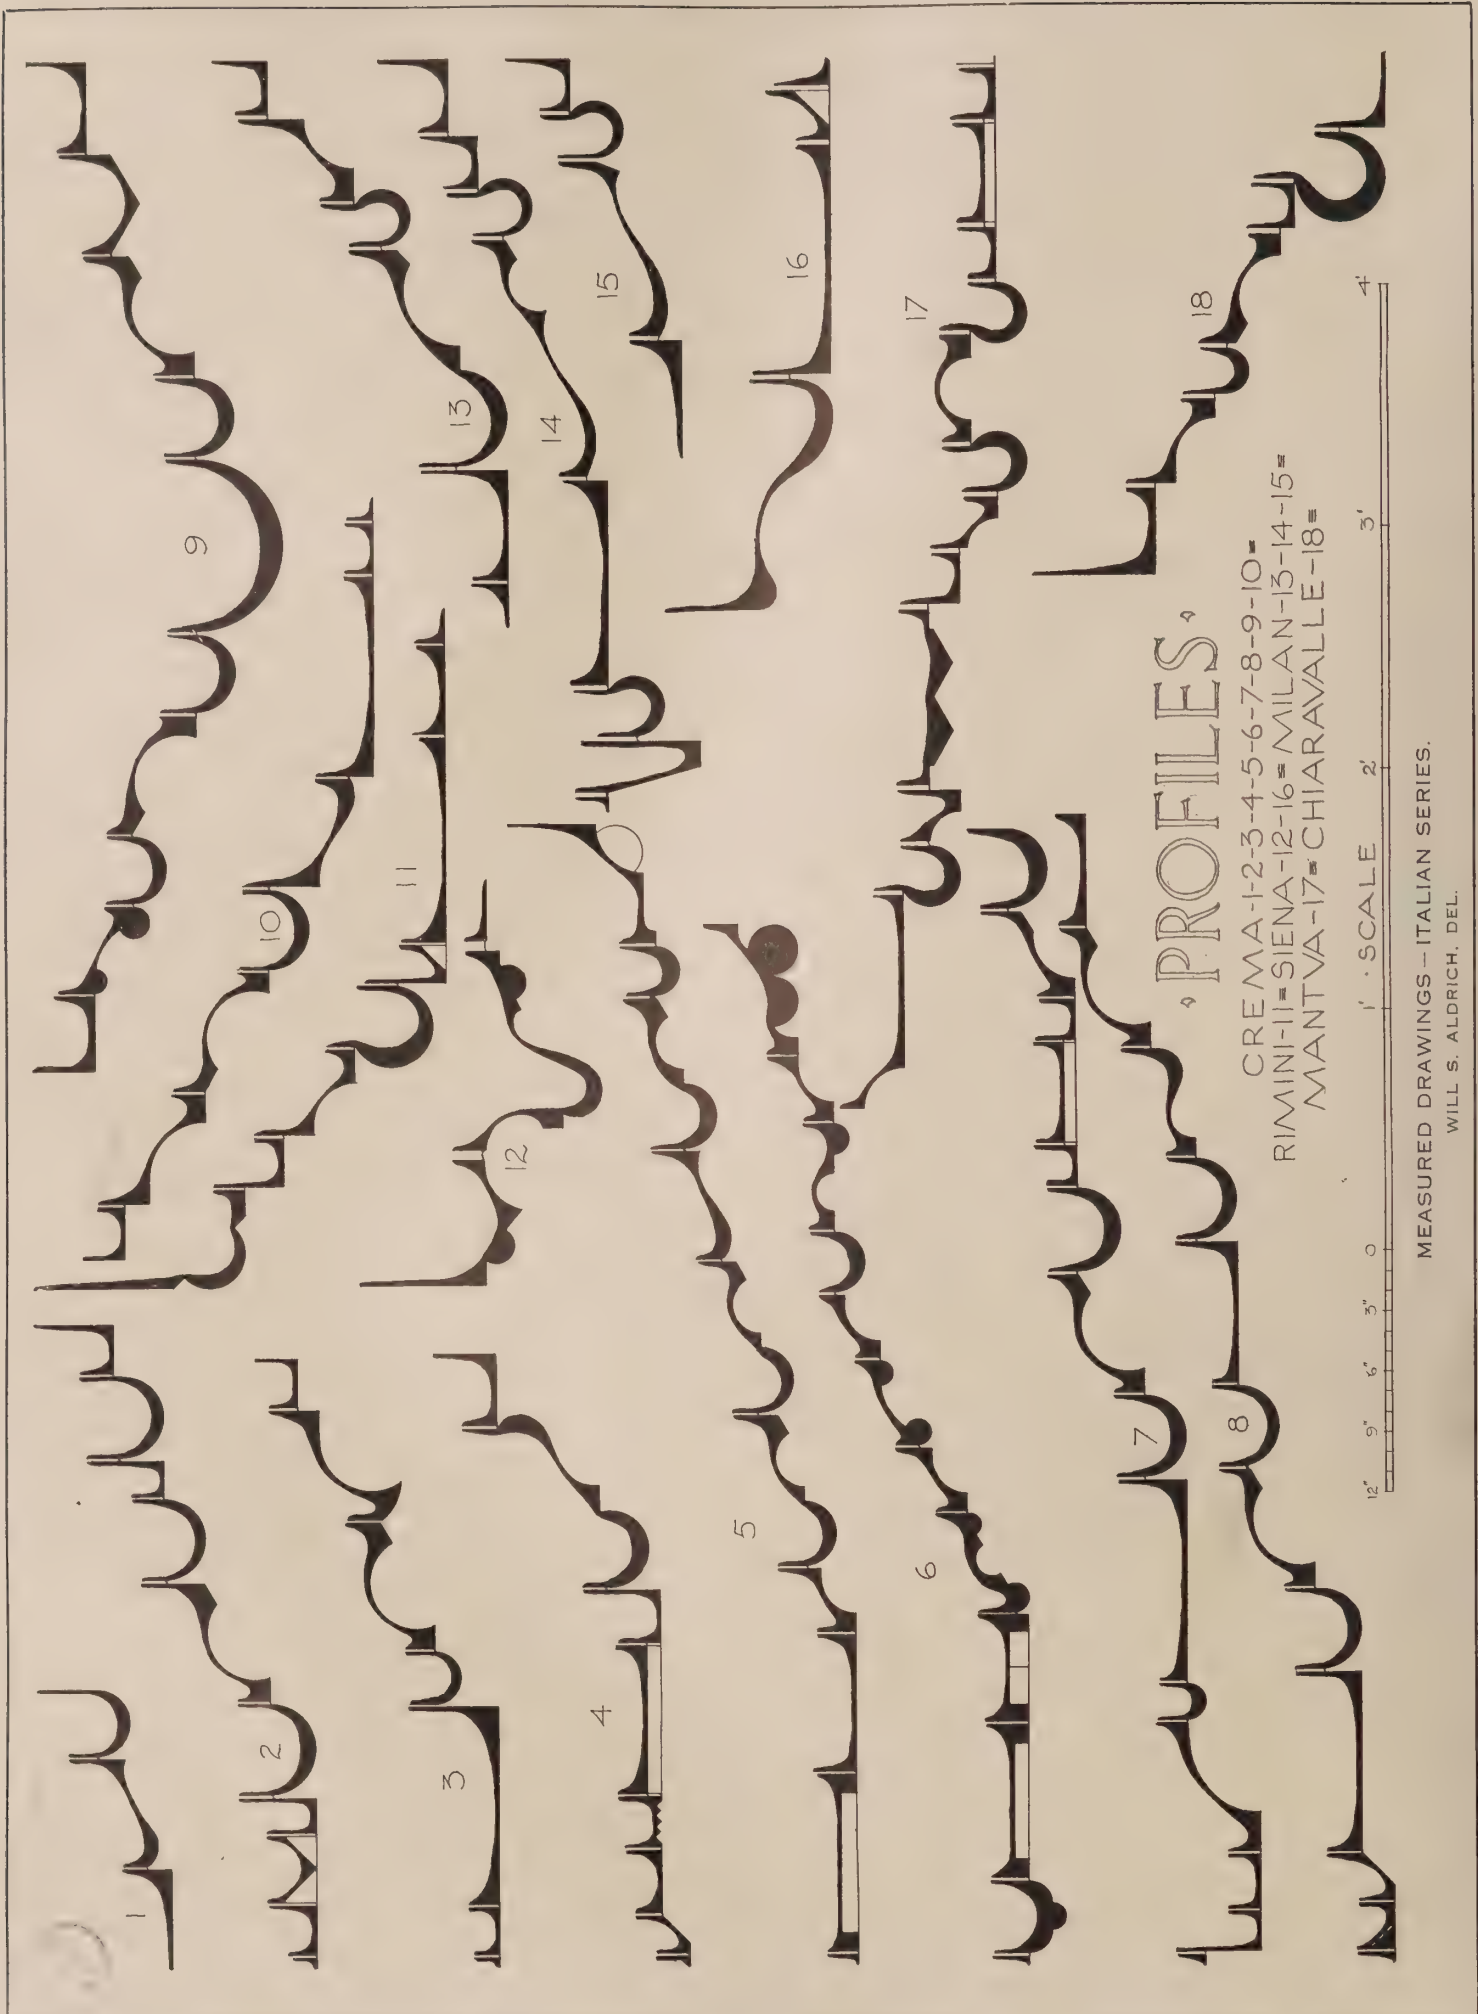 1
2
3
4
5
6
7
8
9
10
11
12
13
14
15
16
17
18
· PROFILES ·
CREMA-1-2-3-4-5-6-7-8-9-10=
RIMINI-11=SIENA-12-16=MILAN-13-14-15=
MANTVA-17=CHIARAVALLE-18=
12" 9" 6" 3" 0 1' · SCALE 2' 3' 4'
MEASURED DRAWINGS — ITALIAN SERIES.
WILL S. ALDRICH, DEL.